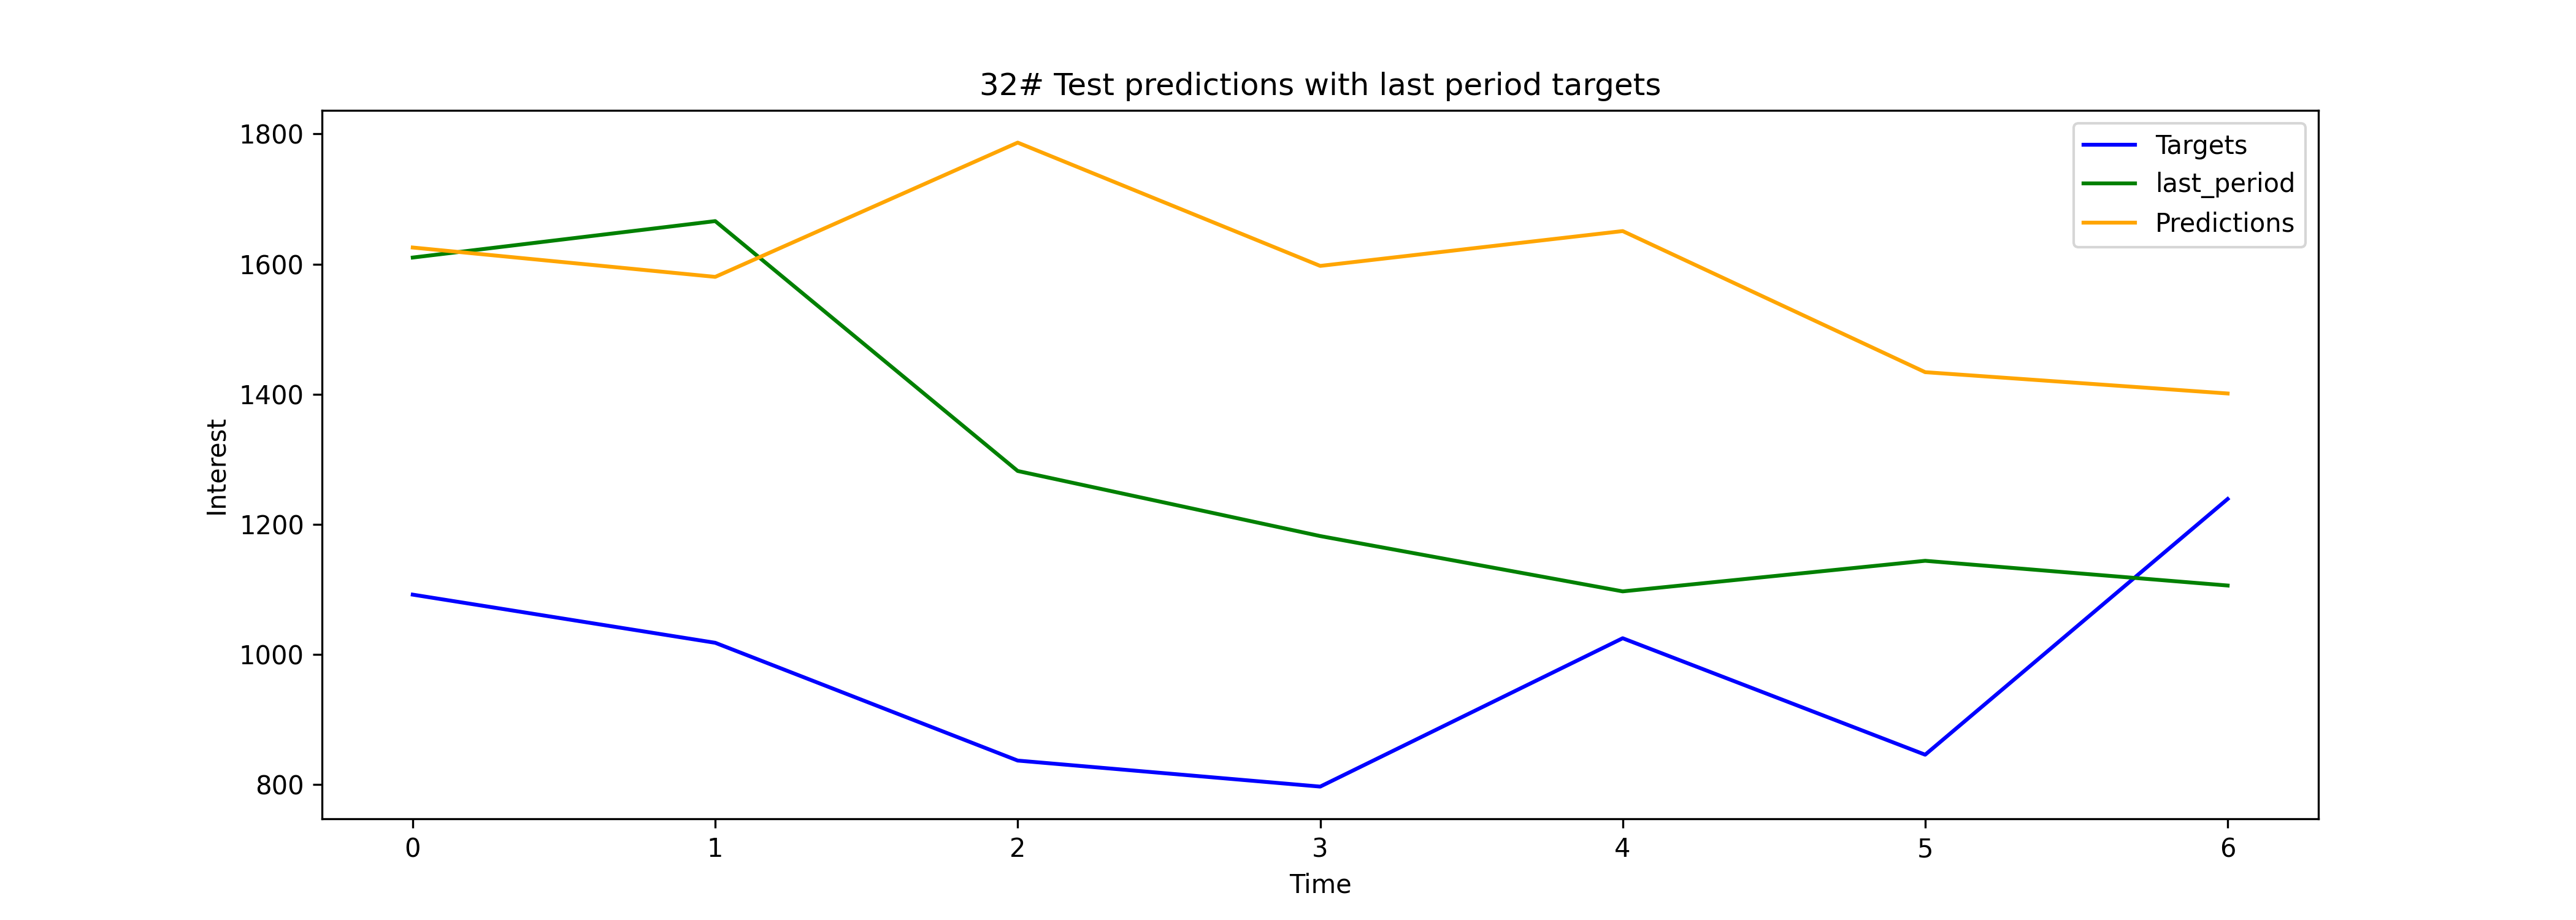 32# Test predictions with last period targets
Targets
last_period
Predictions
Interest
1800
1600
1400
1200
1000
800
0 1 2 3 4 5 6
Time